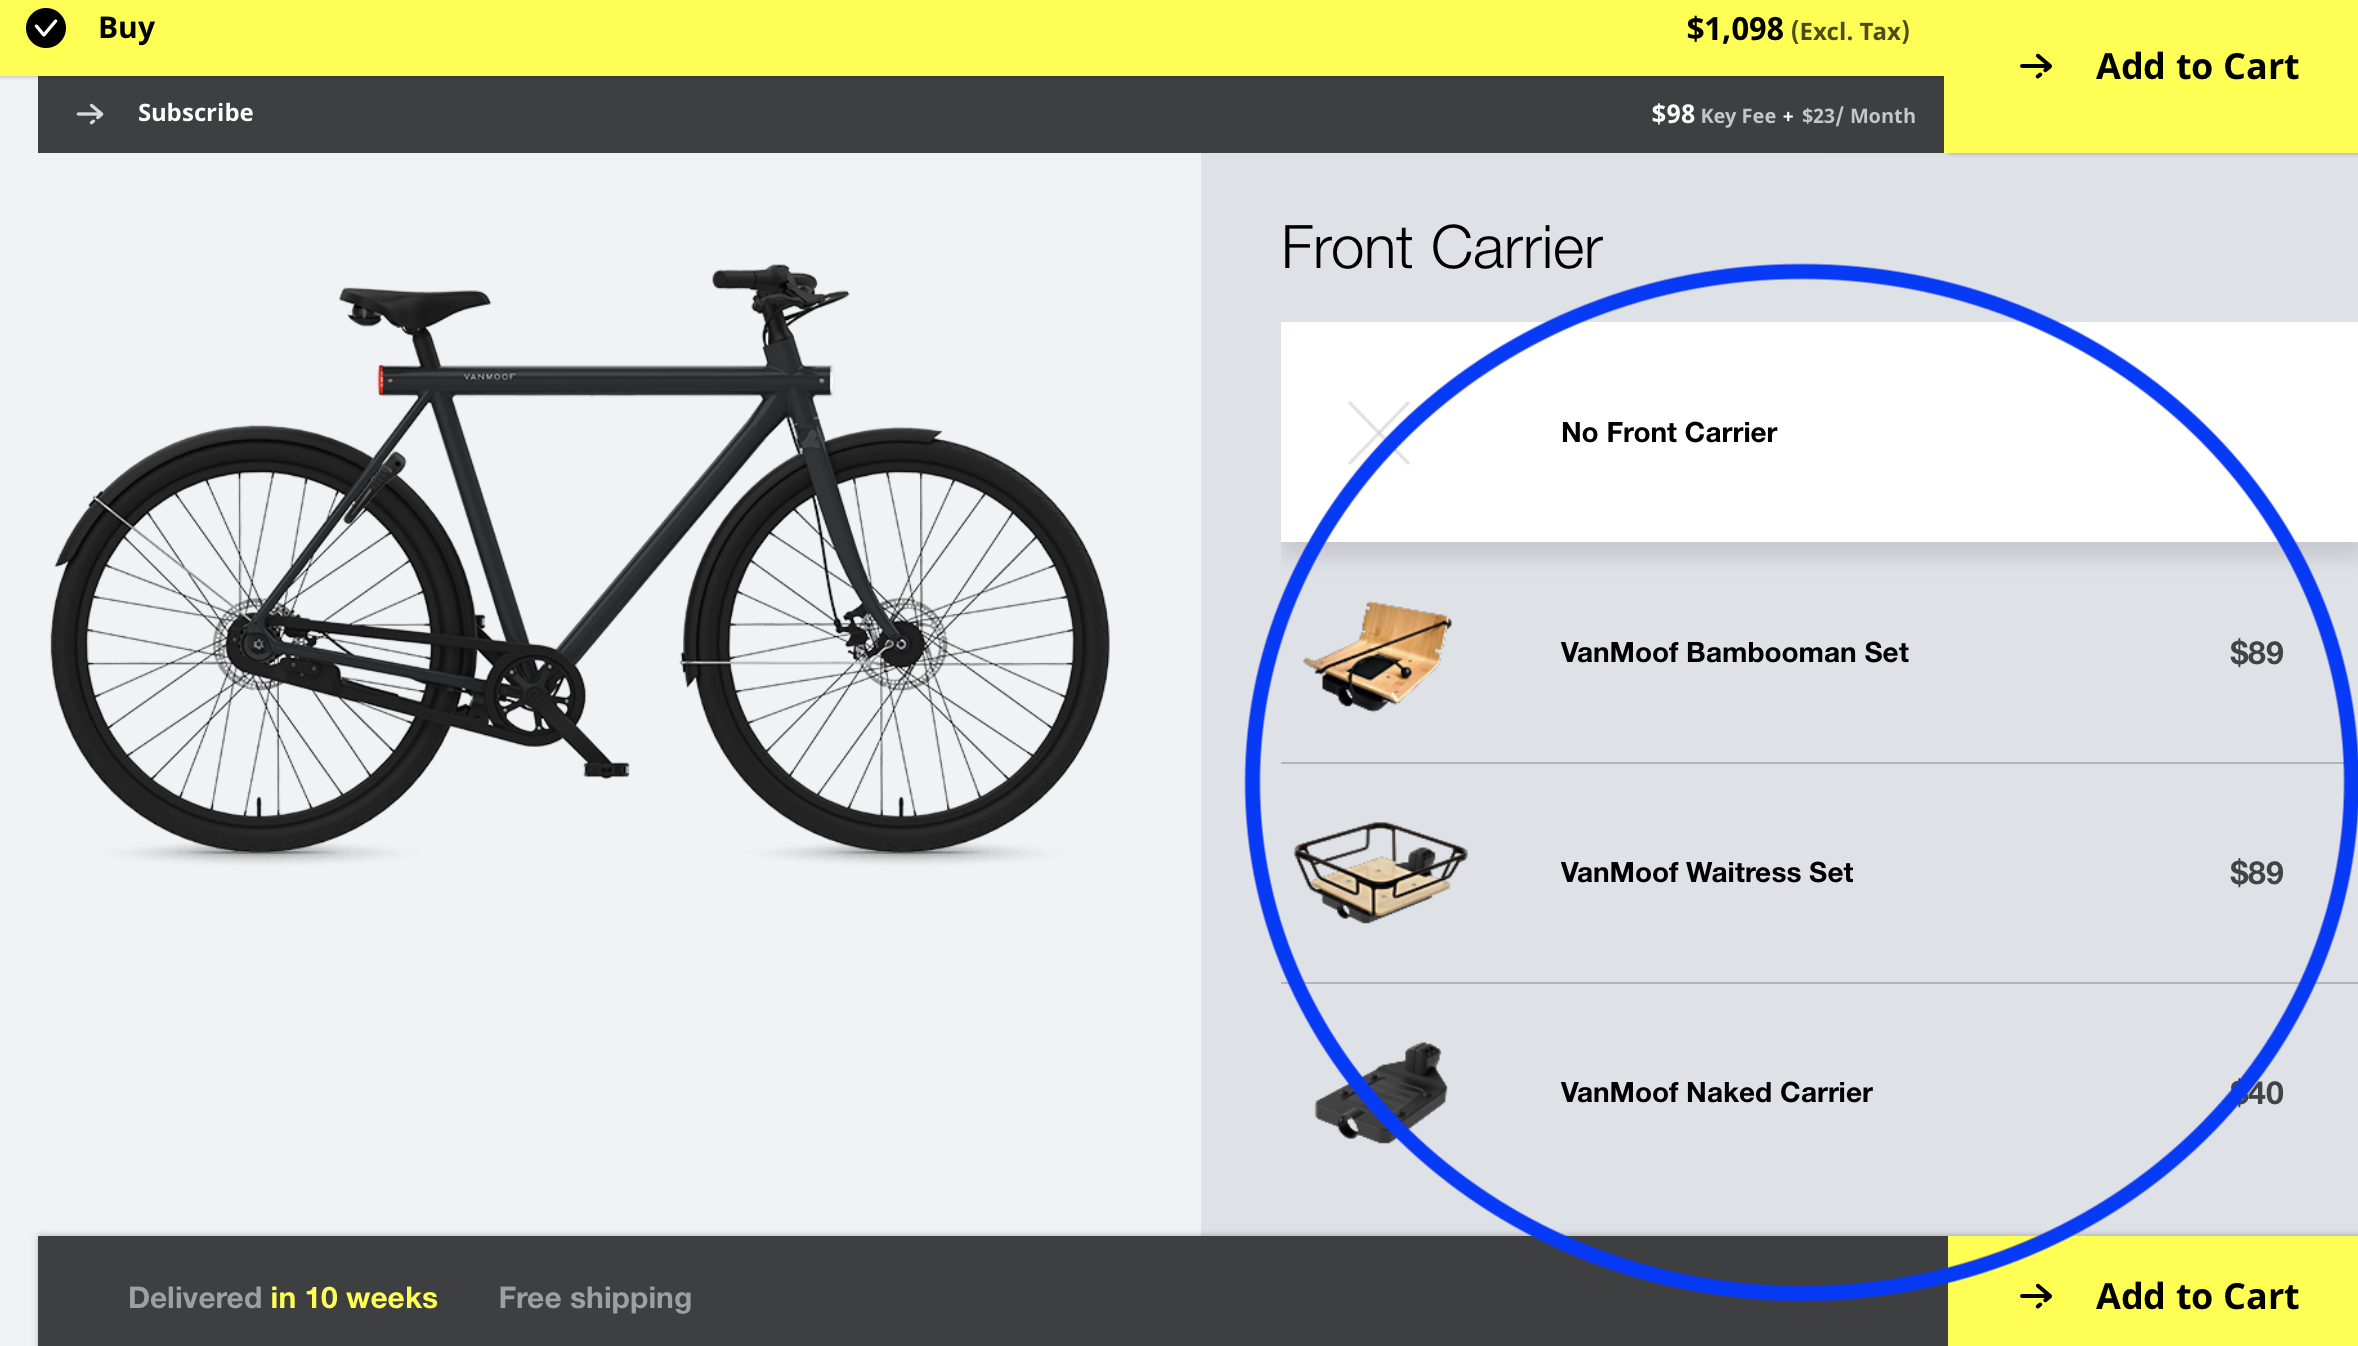 Buy
$1,098 (Excl. Tax)
Add to Cart
Subscribe
$98 Key Fee + $23/ Month
Front Carrier
VANMOOF
No Front Carrier
VanMoof Bambooman Set
$89
VanMoof Waitress Set
$89
VanMoof Naked Carrier
$40
Delivered in 10 weeks
Free shipping
Add to Cart